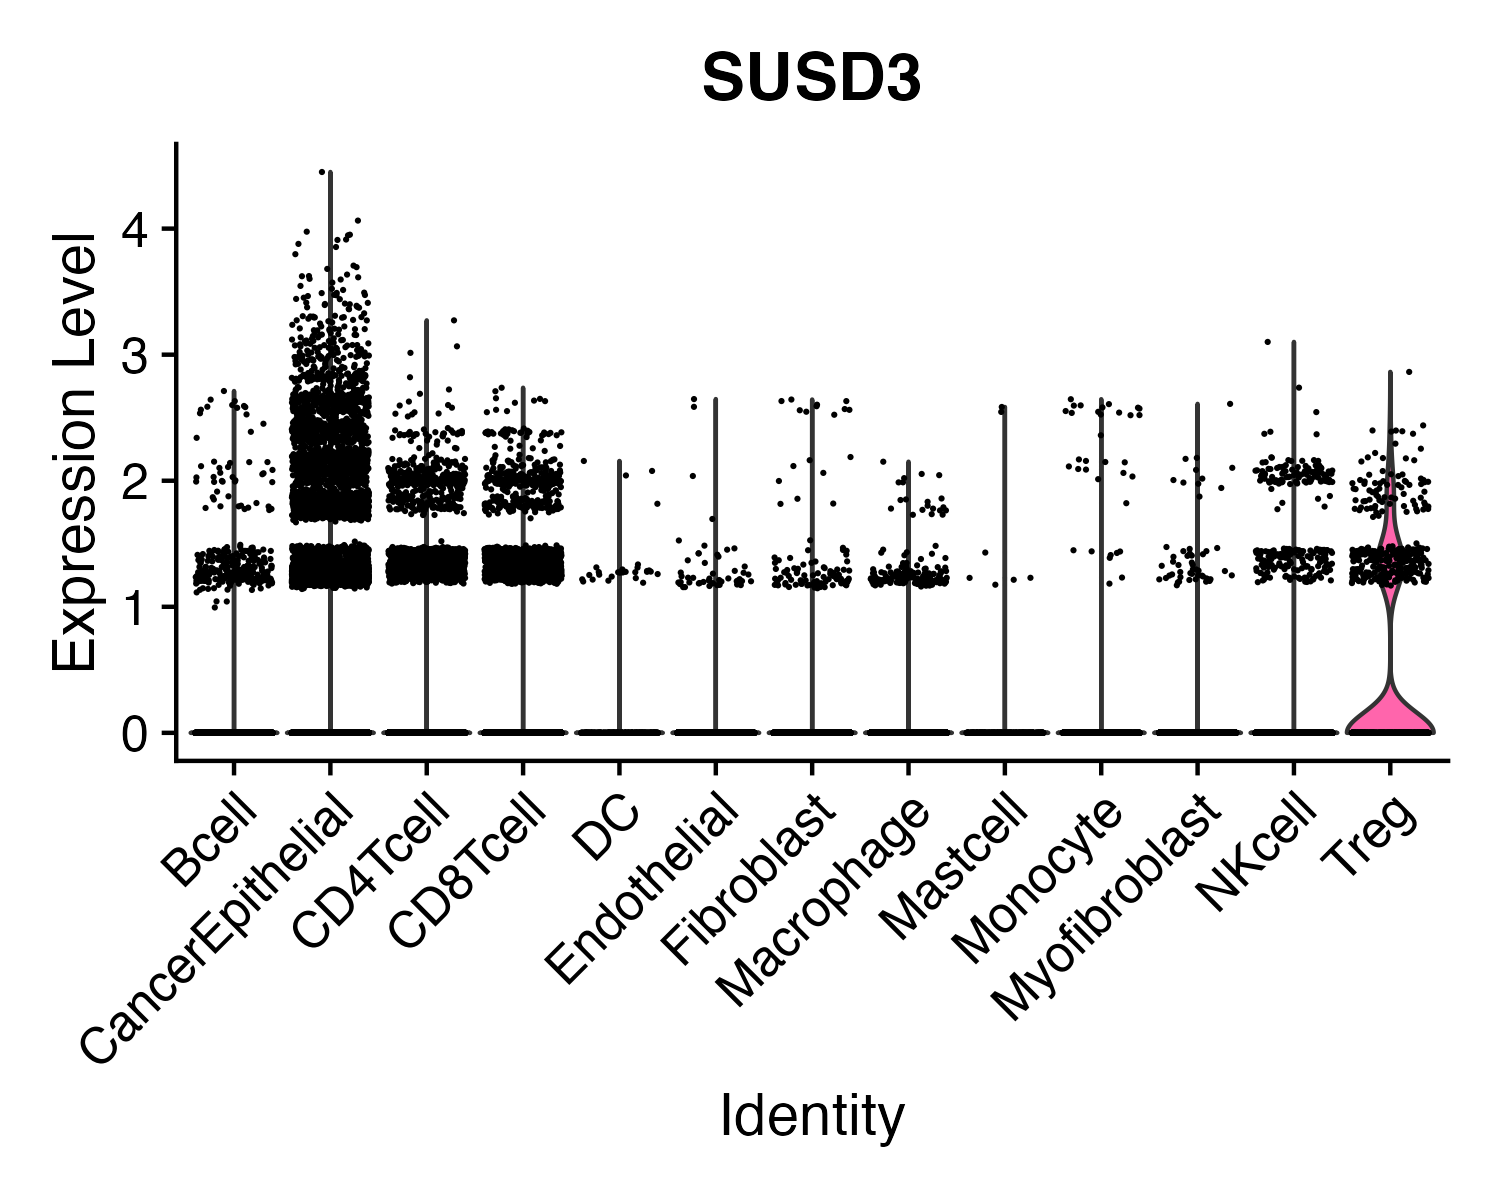 SUSD3
Expression Level
4
3
2
1
0
Bcell
CancerEpithelial
CD4Tcell
CD8Tcell
DC
Endothelial
Fibroblast
Macrophage
Mastcell
Monocyte
Myofibroblast
NKcell
Treg
Identity